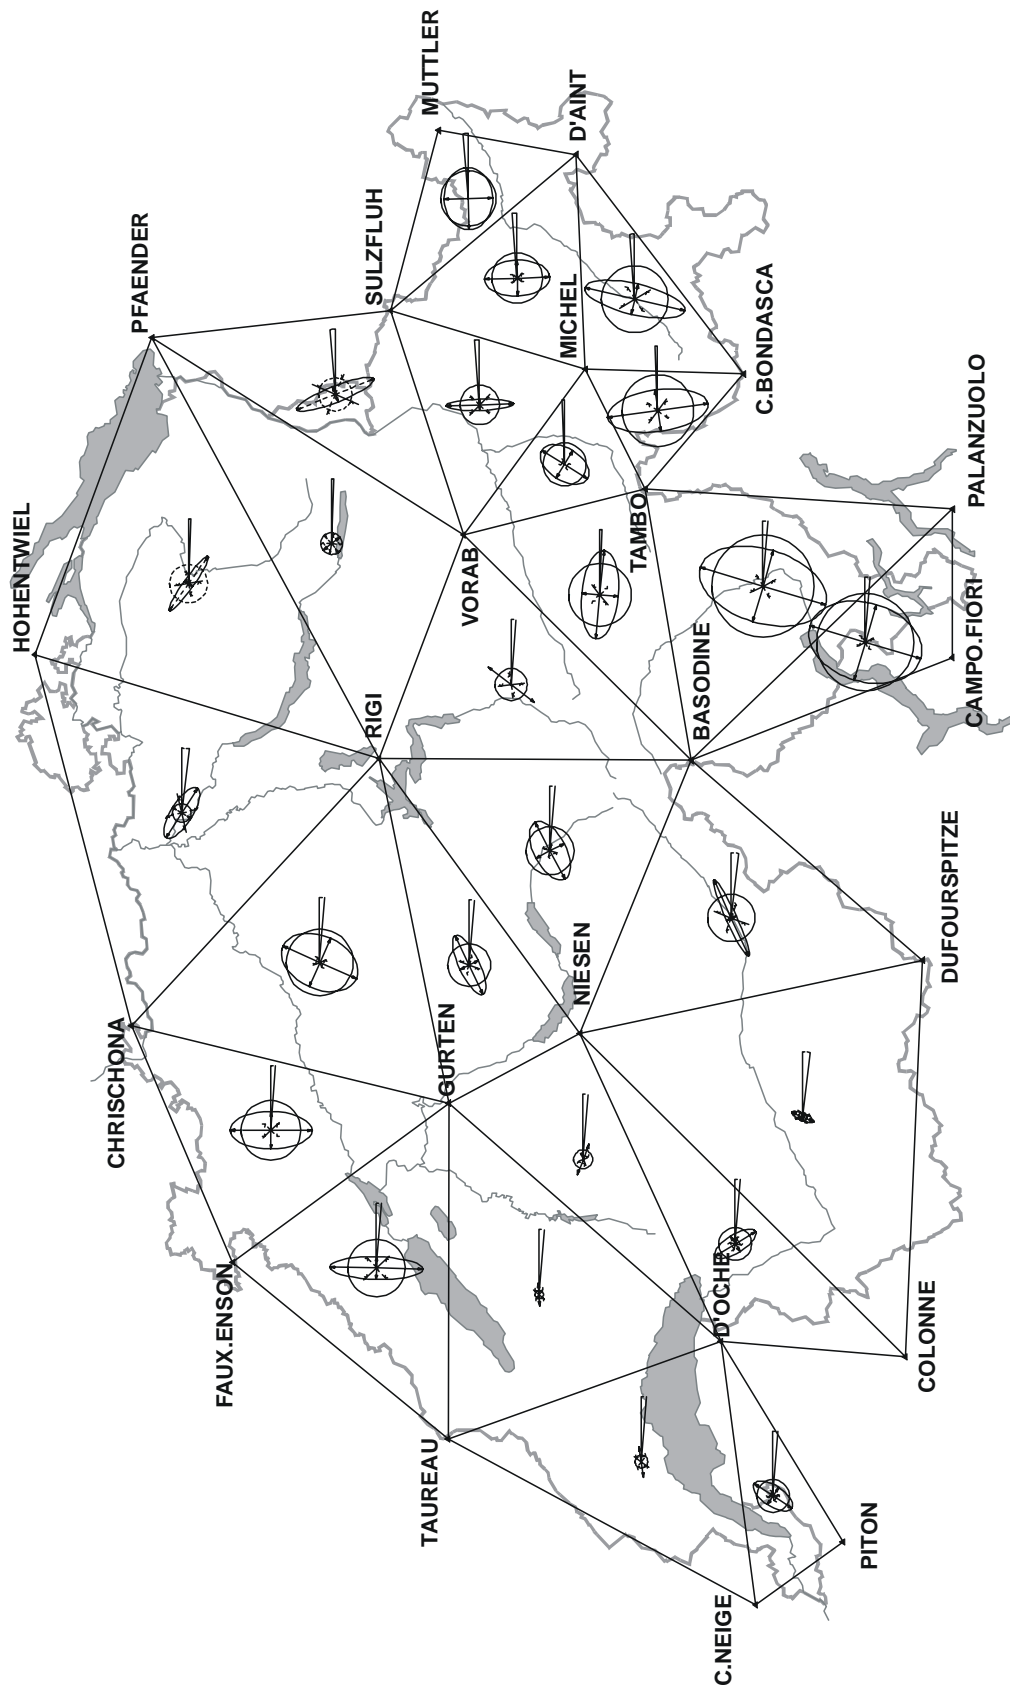 MUTTLER
D'AINT
SULZFLUH
PFAENDER
MICHEL
C.BONDASCA
PALANZUOLO
HOHENTWIEL
VORAB
TAMBO
CAMPO.FIORI
RIGI
BASODINE
DUFOURSPITZE
NIESEN
CHRISCHONA
GURTEN
FAUX.ENSON
D'OCHE
COLONNE
TAUREAU
PITON
C.NEIGE